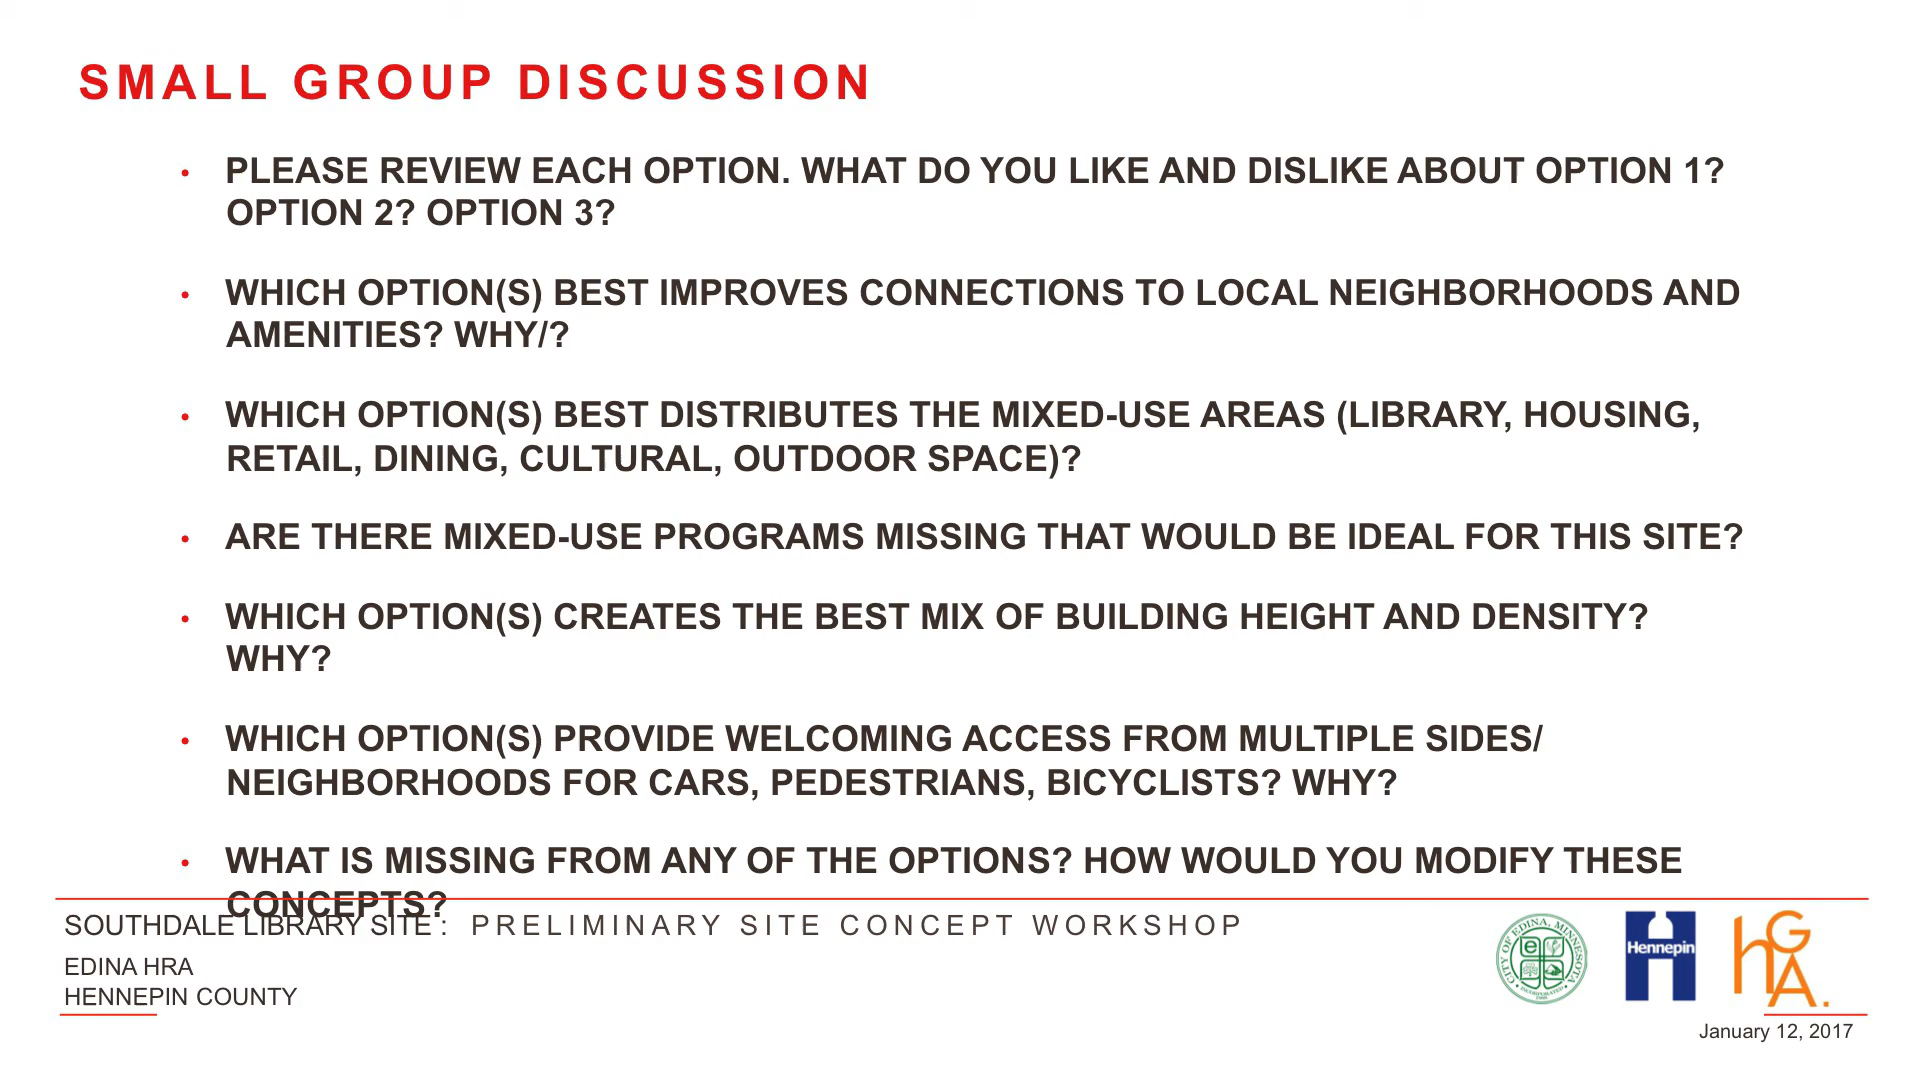 SMALL GROUP DISCUSSION
• PLEASE REVIEW EACH OPTION. WHAT DO YOU LIKE AND DISLIKE ABOUT OPTION 1?
OPTION 2? OPTION 3?
• WHICH OPTION(S) BEST IMPROVES CONNECTIONS TO LOCAL NEIGHBORHOODS AND
AMENITIES? WHY/?
• WHICH OPTION(S) BEST DISTRIBUTES THE MIXED-USE AREAS (LIBRARY, HOUSING,
RETAIL, DINING, CULTURAL, OUTDOOR SPACE)?
• ARE THERE MIXED-USE PROGRAMS MISSING THAT WOULD BE IDEAL FOR THIS SITE?
• WHICH OPTION(S) CREATES THE BEST MIX OF BUILDING HEIGHT AND DENSITY?
WHY?
• WHICH OPTION(S) PROVIDE WELCOMING ACCESS FROM MULTIPLE SIDES/
NEIGHBORHOODS FOR CARS, PEDESTRIANS, BICYCLISTS? WHY?
• WHAT IS MISSING FROM ANY OF THE OPTIONS? HOW WOULD YOU MODIFY THESE
CONCEPTS?
SOUTHDALE LIBRARY SITE : PRELIMINARY SITE CONCEPT WORKSHOP
EDINA HRA
HENNEPIN COUNTY
CITY OF EDINA, MINNESOTA
e
INCORPORATED
Hennepin
HGA.
January 12, 2017